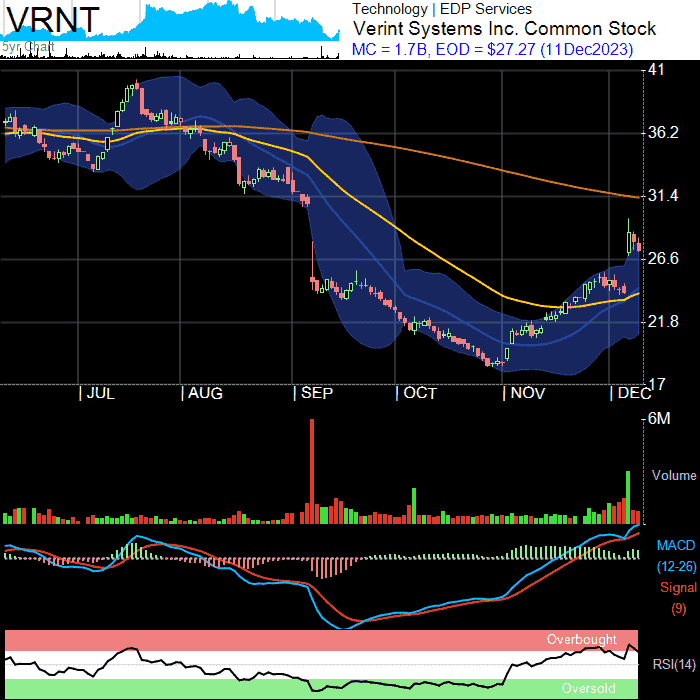 VRNT
Technology | EDP Services
Verint Systems Inc. Common Stock
5yr Chart
MC = 1.7B, EOD = $27.27 (11Dec2023)
41
36.2
31.4
26.6
21.8
17
| JUL | AUG | SEP | OCT | NOV | DEC
6M
Volume
MACD
(12-26)
Signal
(9)
Overbought
RSI(14)
Oversold